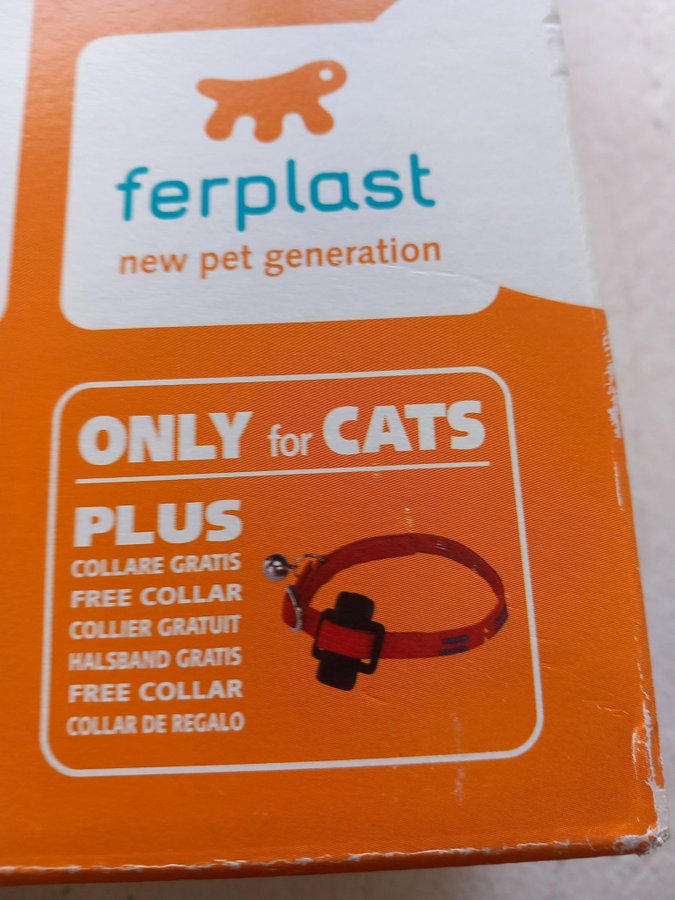 ferplast
new pet generation
ONLY for CATS
PLUS
COLLARE GRATIS
FREE COLLAR
COLLIER GRATUIT
HALSBAND GRATIS
FREE COLLAR
COLLAR DE REGALO